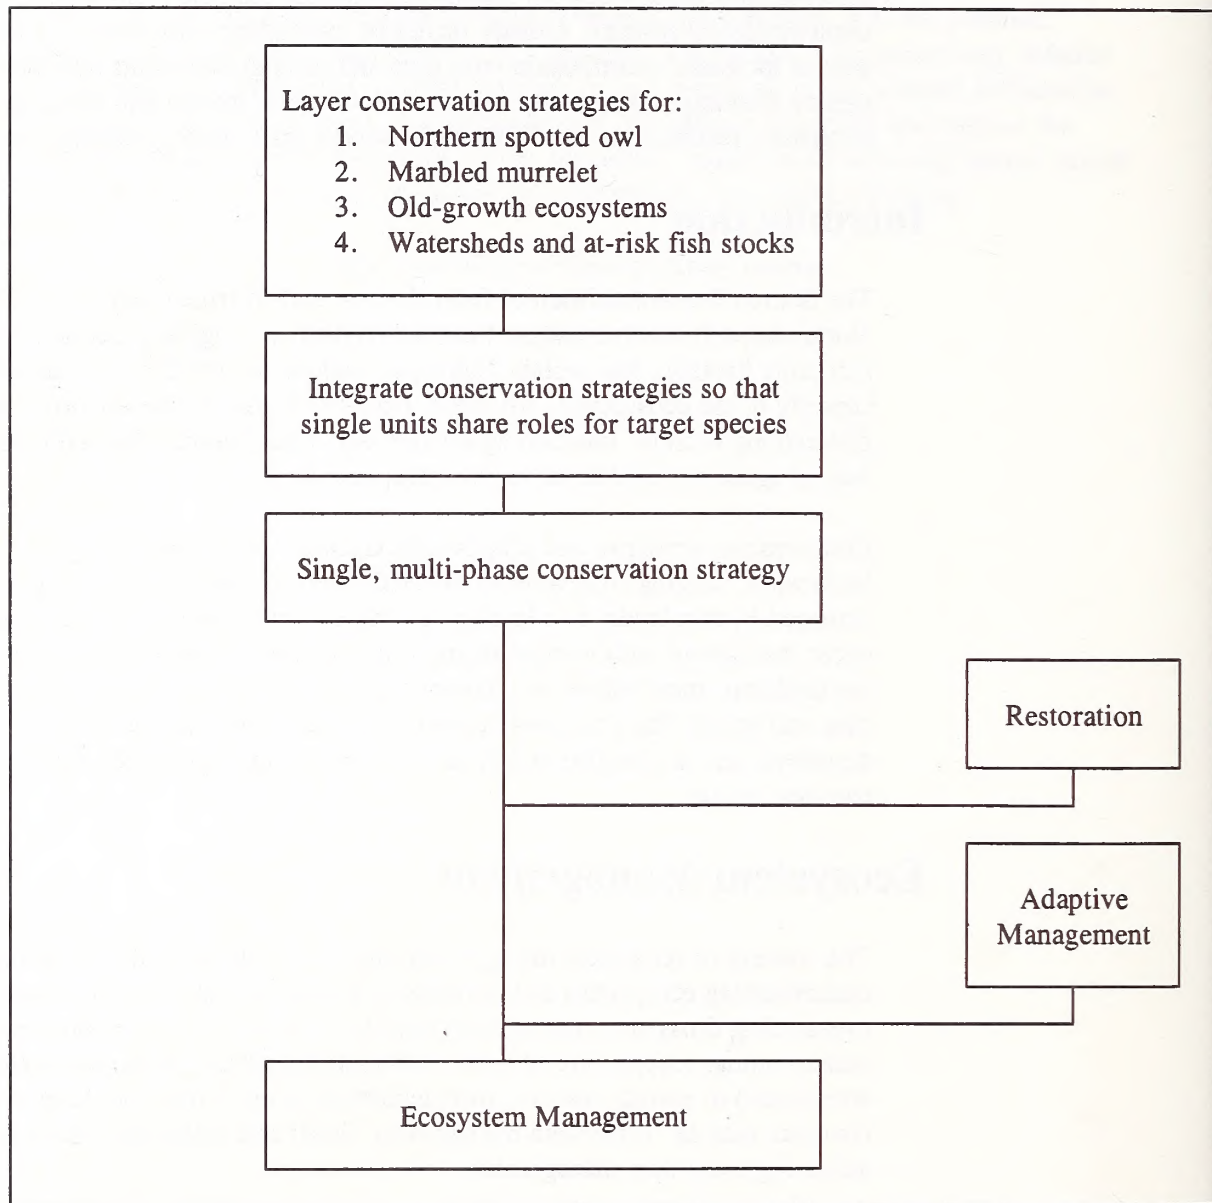 Layer conservation strategies for:
1. Northern spotted owl
2. Marbled murrelet
3. Old-growth ecosystems
4. Watersheds and at-risk fish stocks
Integrate conservation strategies so that
single units share roles for target species
Single, multi-phase conservation strategy
Restoration
Adaptive
Management
Ecosystem Management